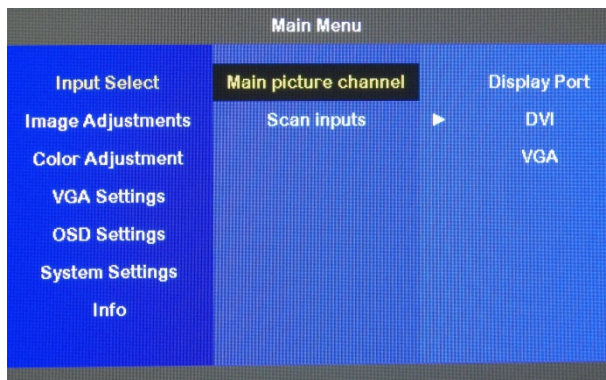 Main Menu
Input Select
Image Adjustments
Color Adjustment
VGA Settings
OSD Settings
System Settings
Info
Main picture channel
Scan inputs
Display Port
DVI
VGA